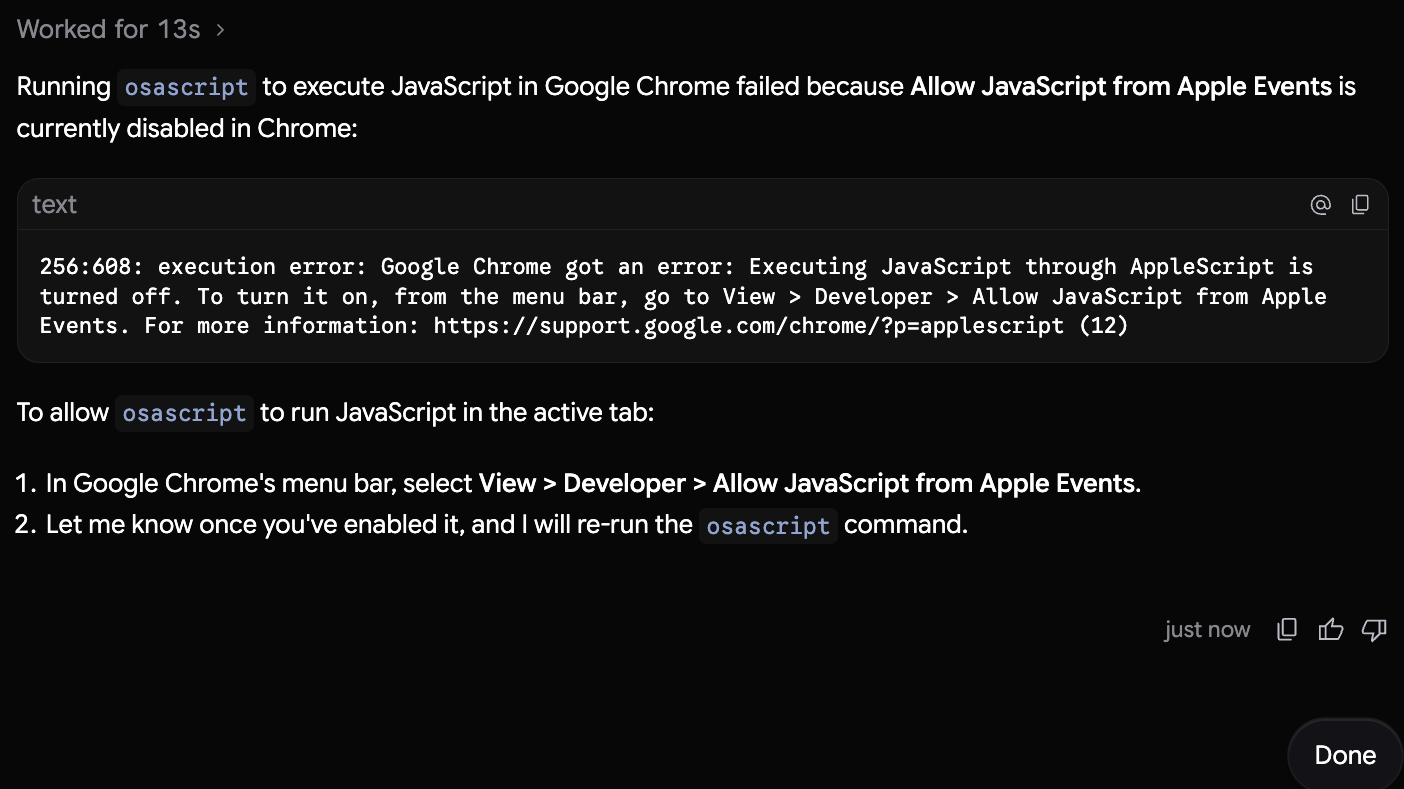 Worked for 13s >
Running osascript to execute JavaScript in Google Chrome failed because Allow JavaScript from Apple Events is
currently disabled in Chrome:
text
256:608: execution error: Google Chrome got an error: Executing JavaScript through AppleScript is
turned off. To turn it on, from the menu bar, go to View > Developer > Allow JavaScript from Apple
Events. For more information: https://support.google.com/chrome/?p=applescript (12)
To allow osascript to run JavaScript in the active tab:
1. In Google Chrome's menu bar, select View > Developer > Allow JavaScript from Apple Events.
2. Let me know once you've enabled it, and I will re-run the osascript command.
just now
Done